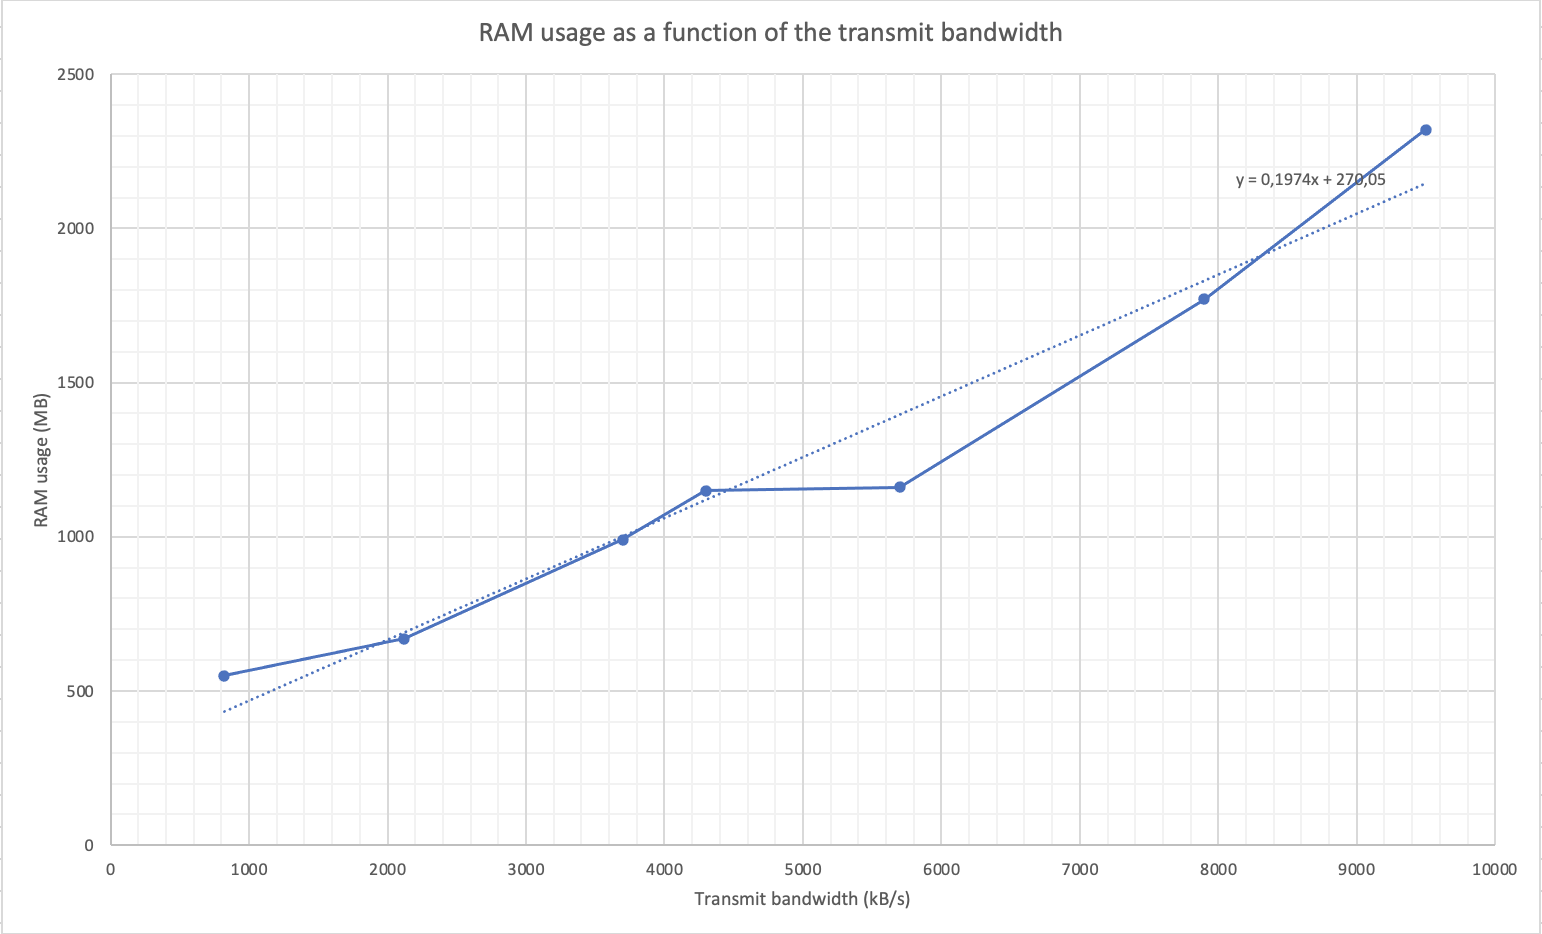 RAM usage as a function of the transmit bandwidth
2500
y = 0,1974x + 270,05
2000
1500
RAM usage (MB)
1000
500
0
0 1000 2000 3000 4000 5000 6000 7000 8000 9000 10000
Transmit bandwidth (kB/s)